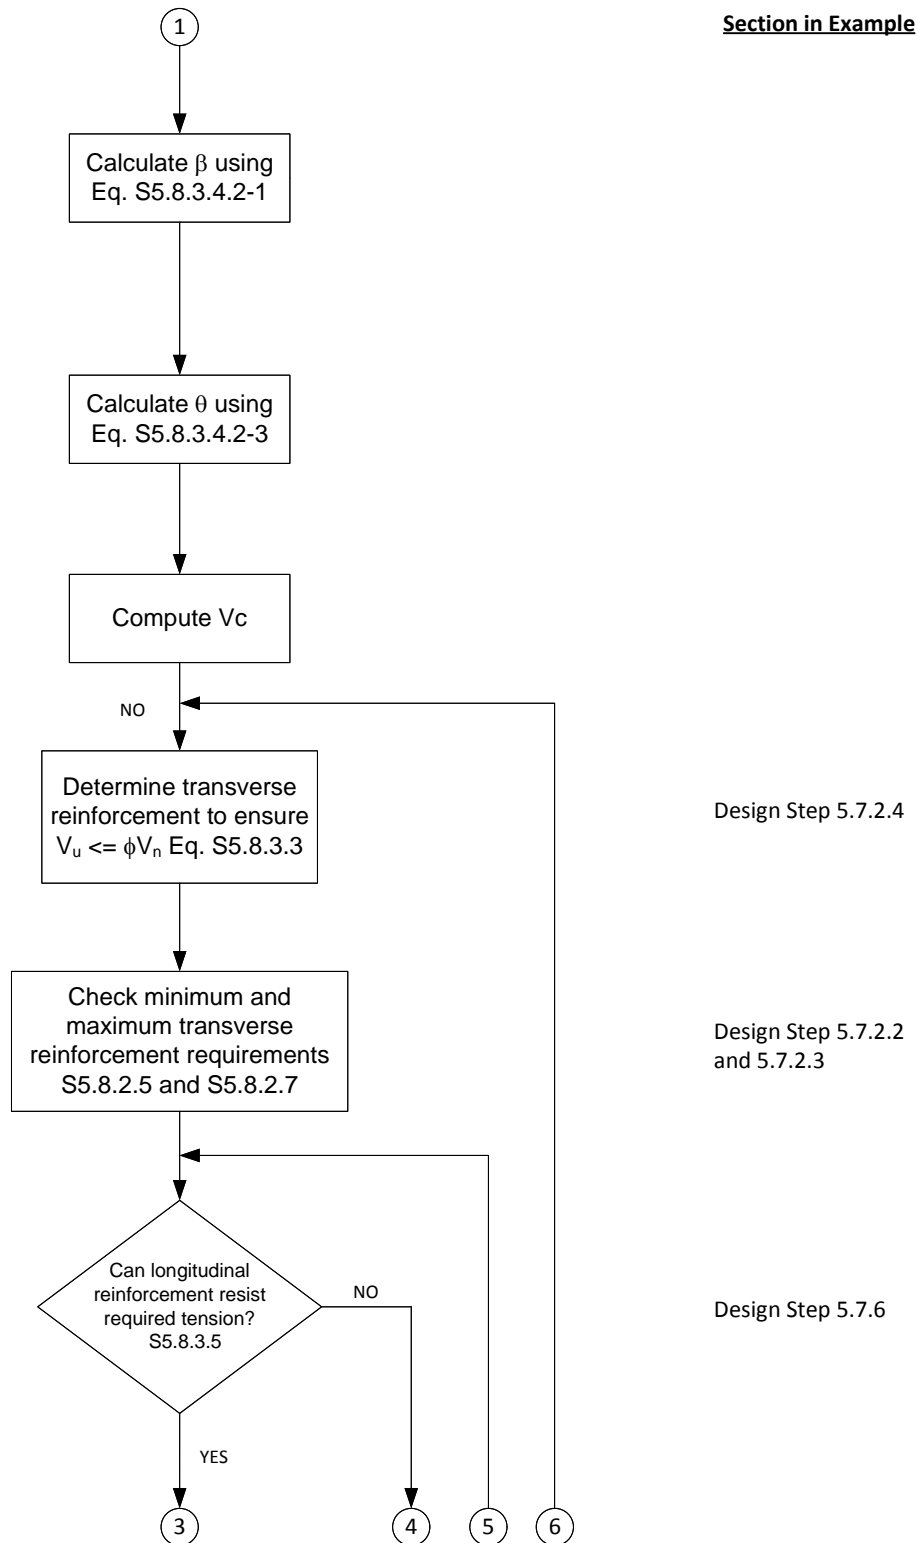 1
Section in Example
Calculate β using
Eq. S5.8.3.4.2-1
Calculate θ using
Eq. S5.8.3.4.2-3
Compute Vc
NO
Determine transverse
reinforcement to ensure
Vu <= ϕVn Eq. S5.8.3.3
Design Step 5.7.2.4
Check minimum and
maximum transverse
reinforcement requirements
S5.8.2.5 and S5.8.2.7
Design Step 5.7.2.2
and 5.7.2.3
Can longitudinal
reinforcement resist
required tension?
S5.8.3.5
NO
Design Step 5.7.6
YES
3
4
5
6